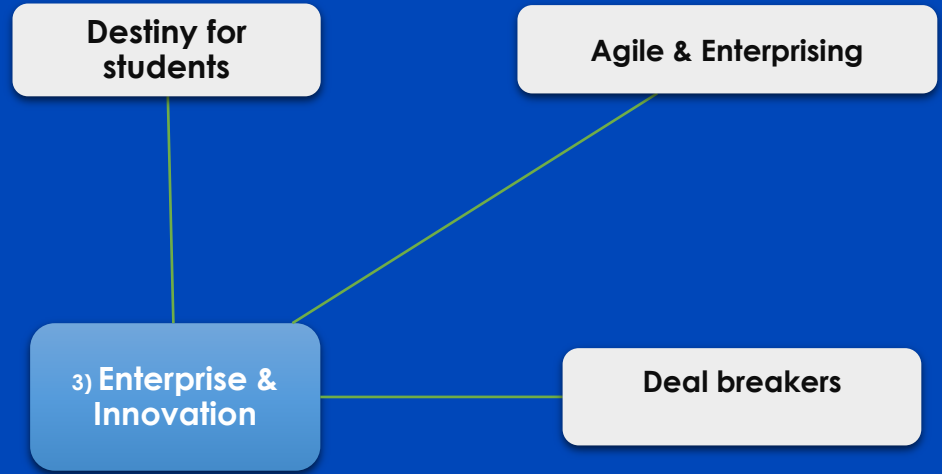 Destiny for
students
Agile & Enterprising
3) Enterprise &
Innovation
Deal breakers